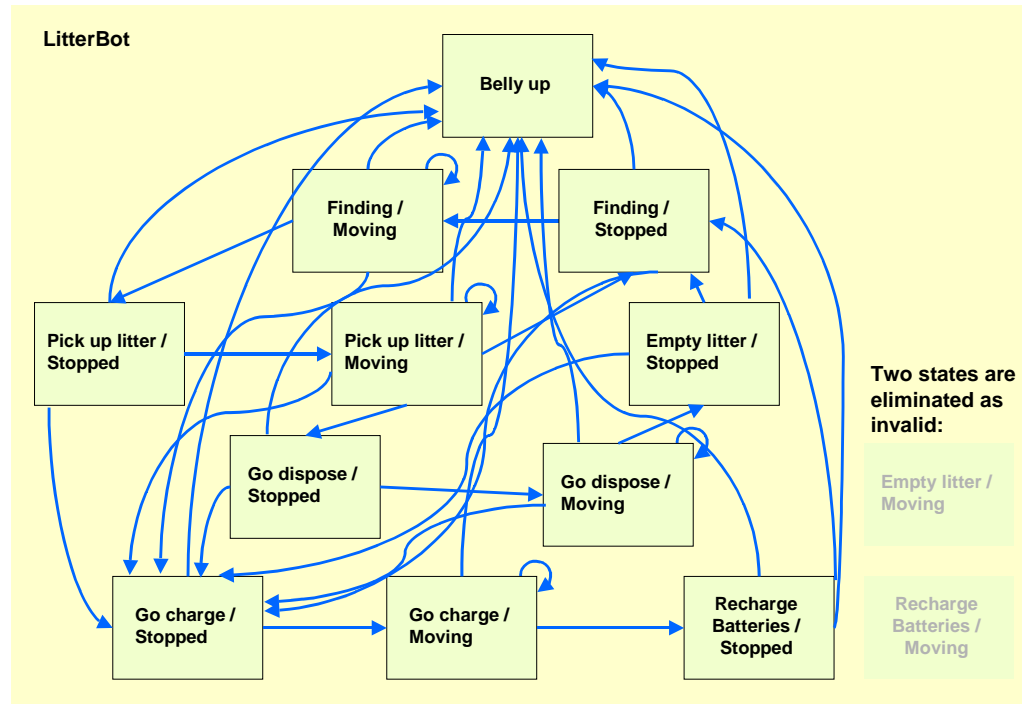 LitterBot
Belly up
Finding /
Moving
Finding /
Stopped
Pick up litter /
Stopped
Pick up litter /
Moving
Empty litter /
Stopped
Two states are
eliminated as
invalid:
Go dispose /
Stopped
Go dispose /
Moving
Empty litter /
Moving
Go charge /
Stopped
Go charge /
Moving
Recharge
Batteries /
Stopped
Recharge
Batteries /
Moving